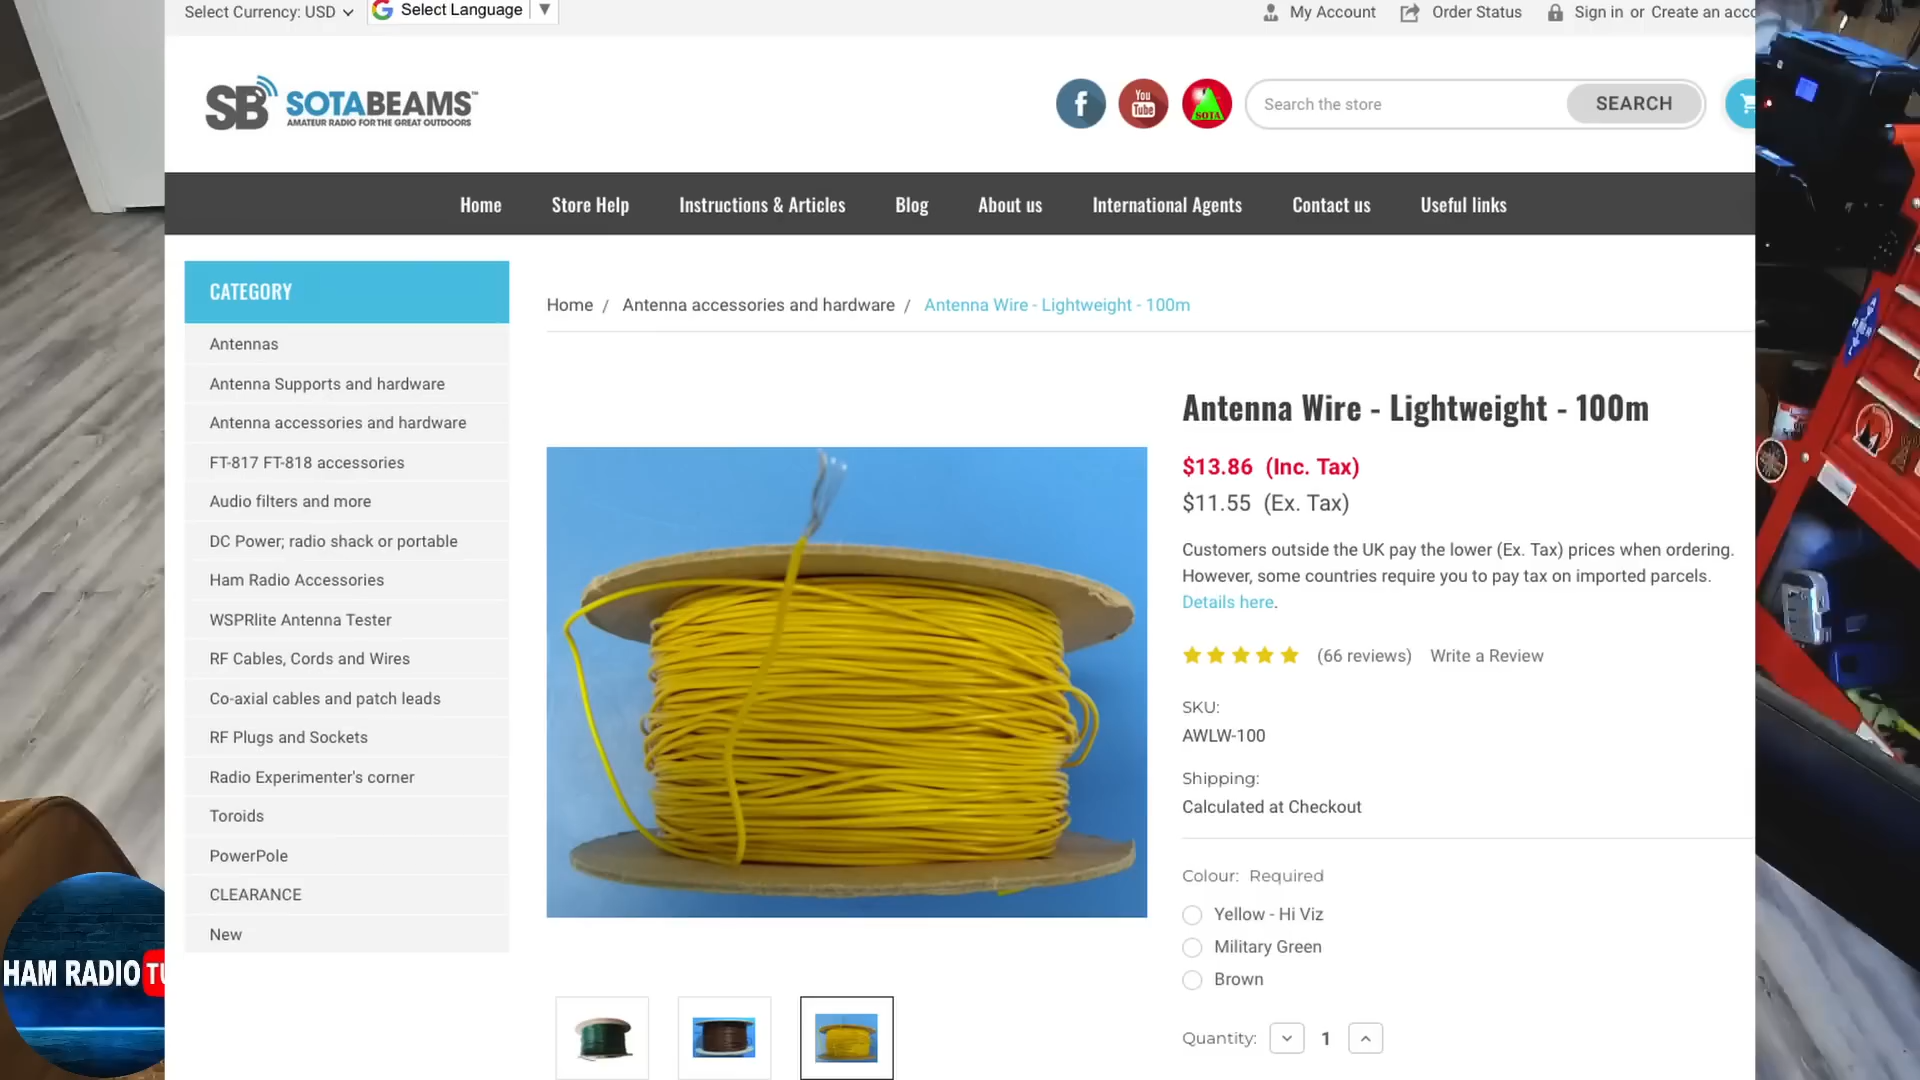 Select Currency: USD
Select Language
My Account
Order Status
Sign in or Create an acco
SB SOTABEAMS™
AMATEUR RADIO FOR THE GREAT OUTDOORS
You
Tube
SOTA
Search the store
SEARCH
Home
Store Help
Instructions & Articles
Blog
About us
International Agents
Contact us
Useful links
CATEGORY
Antennas
Antenna Supports and hardware
Antenna accessories and hardware
FT-817 FT-818 accessories
Audio filters and more
DC Power; radio shack or portable
Ham Radio Accessories
WSPRlite Antenna Tester
RF Cables, Cords and Wires
Co-axial cables and patch leads
RF Plugs and Sockets
Radio Experimenter's corner
Toroids
PowerPole
CLEARANCE
New
Home / Antenna accessories and hardware / Antenna Wire - Lightweight - 100m
Antenna Wire - Lightweight - 100m
$13.86 (Inc. Tax)
$11.55 (Ex. Tax)
Customers outside the UK pay the lower (Ex. Tax) prices when ordering.
However, some countries require you to pay tax on imported parcels.
Details here.
(66 reviews) Write a Review
SKU:
AWLW-100
Shipping:
Calculated at Checkout
Colour: Required
Yellow - Hi Viz
Military Green
Brown
Quantity: 1
HAM RADIO TU